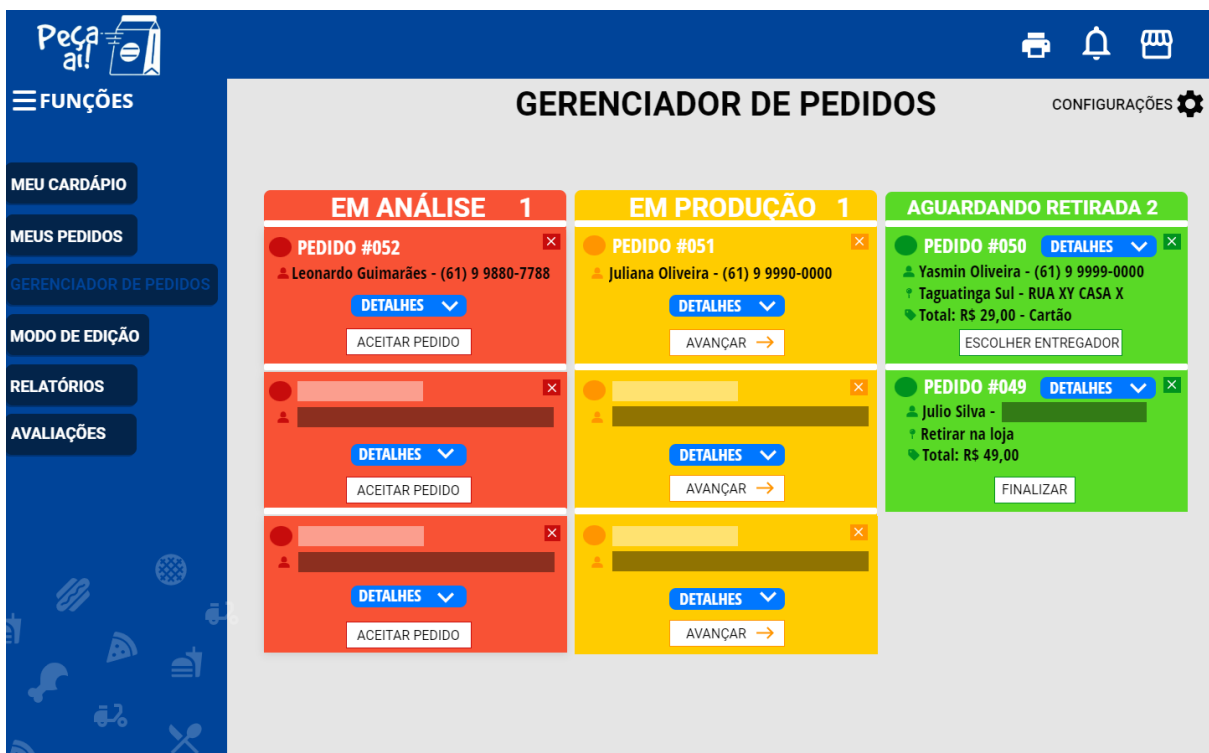 Peça
aí!
FUNÇÕES
GERENCIADOR DE PEDIDOS
CONFIGURAÇÕES
MEU CARDÁPIO
MEUS PEDIDOS
GERENCIADOR DE PEDIDOS
MODO DE EDIÇÃO
RELATÓRIOS
AVALIAÇÕES
EM ANÁLISE 1
PEDIDO #052
Leonardo Guimarães - (61) 9 9880-7788
DETALHES
ACEITAR PEDIDO
DETALHES
ACEITAR PEDIDO
DETALHES
ACEITAR PEDIDO
EM PRODUÇÃO 1
PEDIDO #051
Juliana Oliveira - (61) 9 9990-0000
DETALHES
AVANÇAR →
DETALHES
AVANÇAR →
DETALHES
AVANÇAR →
AGUARDANDO RETIRADA 2
PEDIDO #050 DETALHES
Yasmin Oliveira - (61) 9 9999-0000
Taguatinga Sul - RUA XY CASA X
Total: R$ 29,00 - Cartão
ESCOLHER ENTREGADOR
PEDIDO #049 DETALHES
Julio Silva -
Retirar na loja
Total: R$ 49,00
FINALIZAR